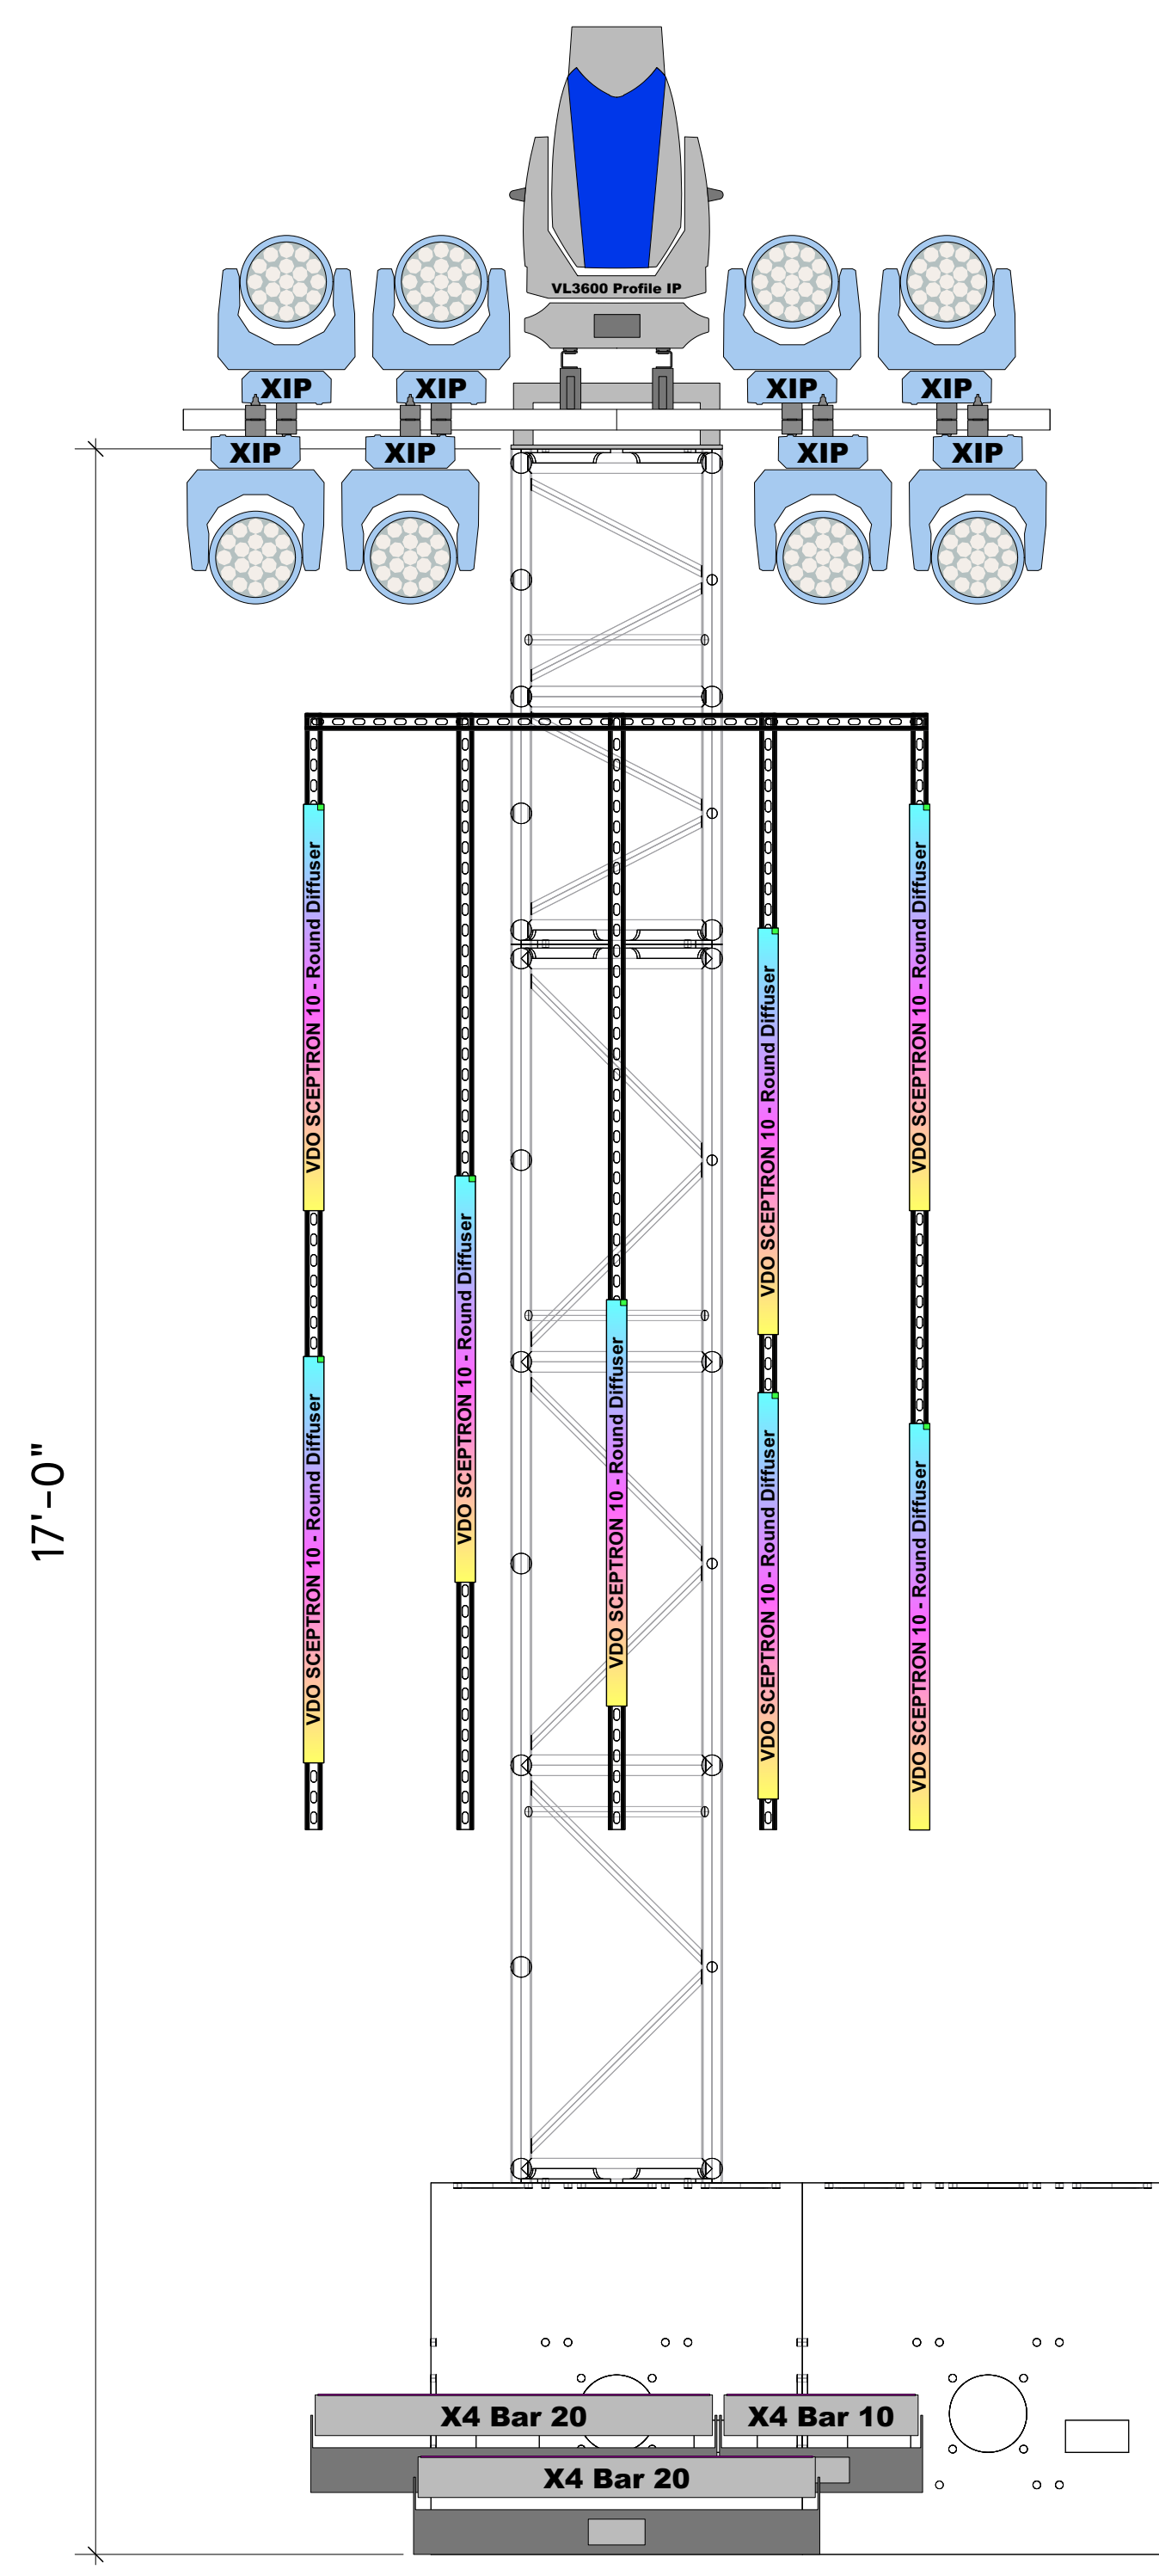 VL3600 Profile IP
XIP
XIP
XIP
XIP
XIP
XIP
XIP
XIP
VDO SCEPTRON 10 - Round Diffuser
VDO SCEPTRON 10 - Round Diffuser
VDO SCEPTRON 10 - Round Diffuser
VDO SCEPTRON 10 - Round Diffuser
VDO SCEPTRON 10 - Round Diffuser
VDO SCEPTRON 10 - Round Diffuser
VDO SCEPTRON 10 - Round Diffuser
VDO SCEPTRON 10 - Round Diffuser
17'-0"
X4 Bar 20
X4 Bar 10
X4 Bar 20